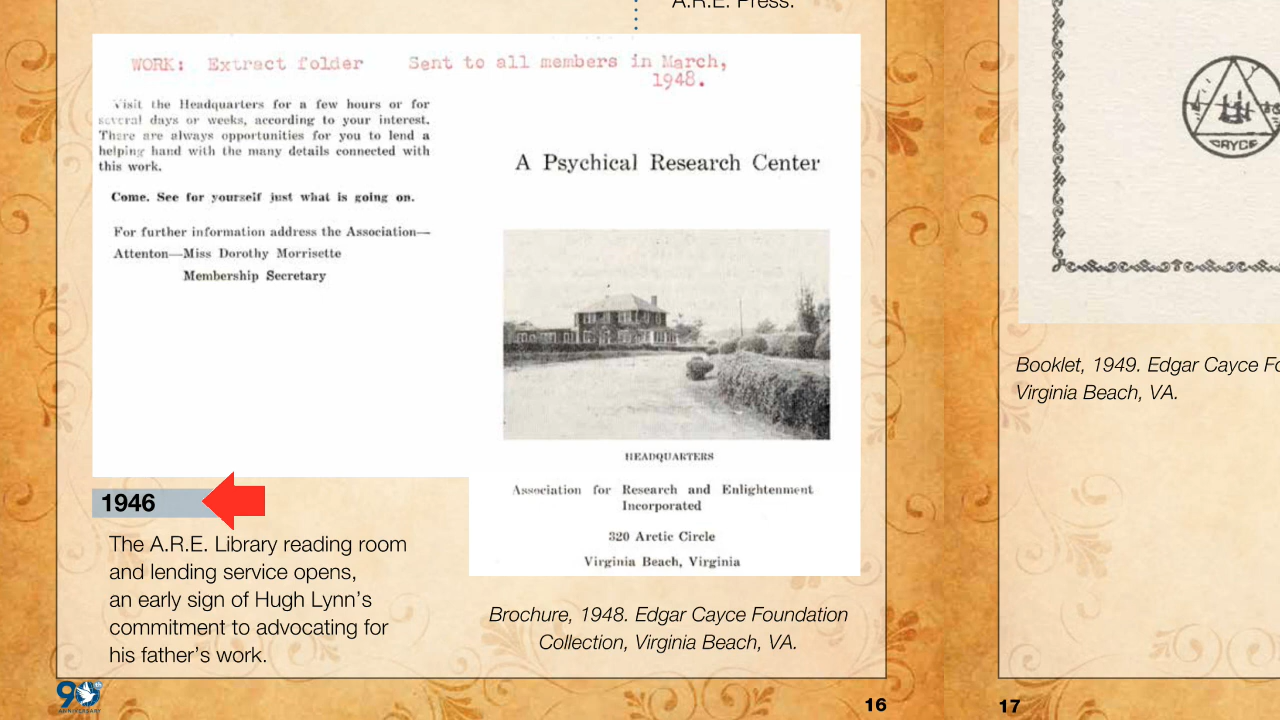 A.R.E. Press.
WORK: Extract folder Sent to all members in March,
1948.
Visit the Headquarters for a few hours or for
several days or weeks, according to your interest.
There are always opportunities for you to lend a
helping hand with the many details connected with
this work.
Come. See for yourself just what is going on.
For further information address the Association—
Attenton—Miss Dorothy Morrisette
Membership Secretary
A Psychical Research Center
HEADQUARTERS
Association for Research and Enlightenment
Incorporated
320 Arctic Circle
Virginia Beach, Virginia
1946
The A.R.E. Library reading room
and lending service opens,
an early sign of Hugh Lynn’s
commitment to advocating for
his father’s work.
Brochure, 1948. Edgar Cayce Foundation
Collection, Virginia Beach, VA.
90th
ANNIVERSARY
16
CAYCE
Booklet, 1949. Edgar Cayce
Virginia Beach, VA.
17